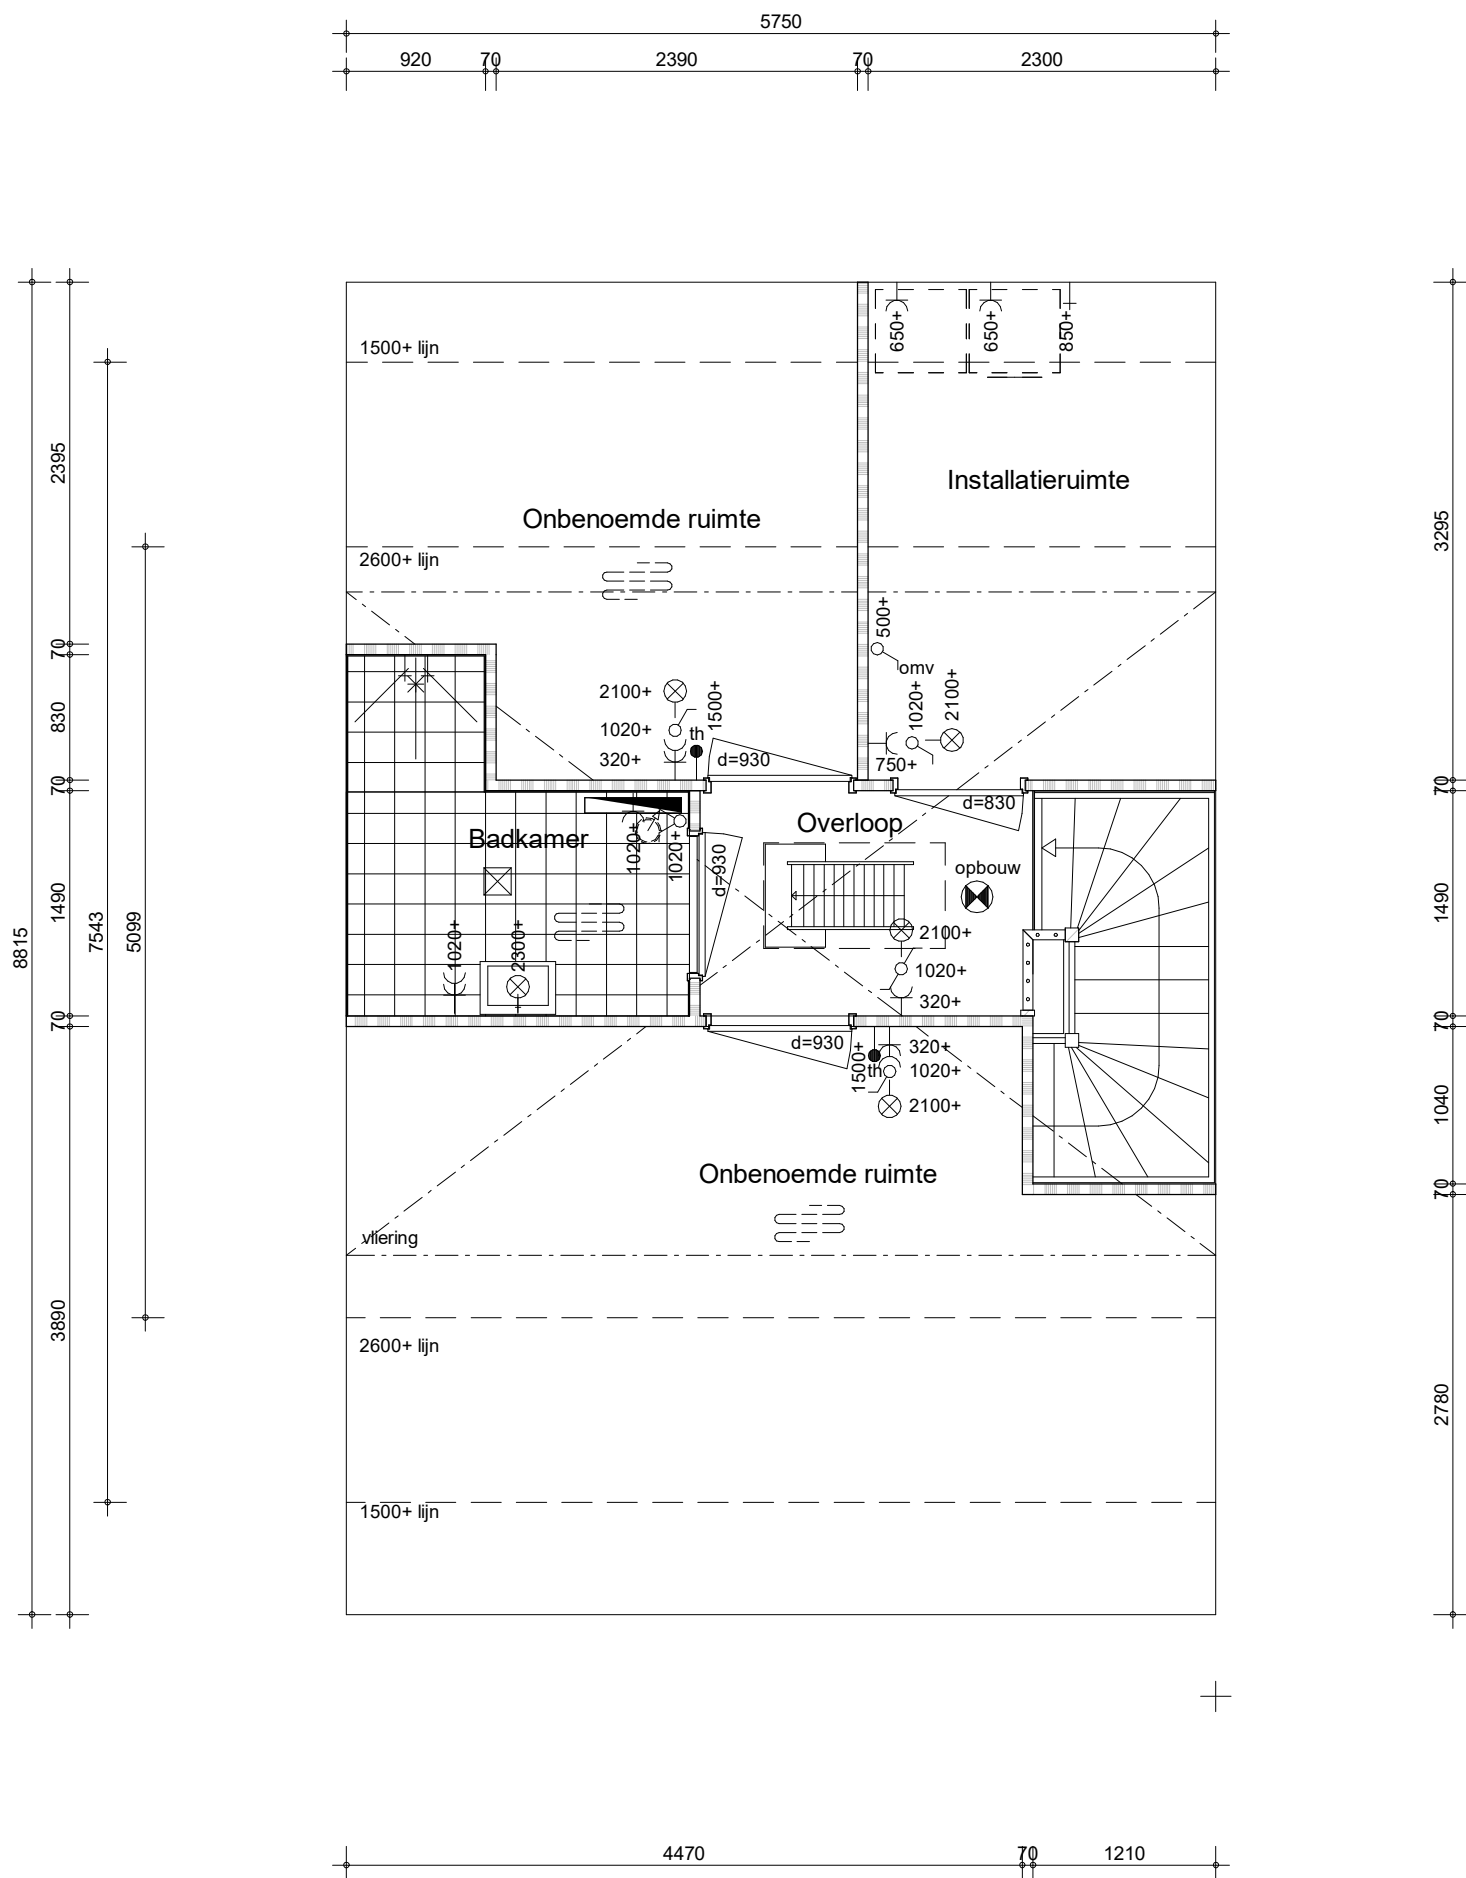 5750
920 70 2390 70 2300
1500+ lijn
650+ 650+ 850+
Installatieruimte
Onbenoemde ruimte
2600+ lijn
500+
omv
2100+ 1500+ 1020+ 2100+
1020+ th
320+ d=930 750+
d=830
Overloop
Badkamer
1020+ 1020+ d=930
opbouw
1020+ 2300+ 2100+
1020+
320+
d=930 1500+ 320+
th 1020+
2100+
Onbenoemde ruimte
vliering
2600+ lijn
1500+ lijn
8815
2395
70
830
70
1490
70
3890
7543
5099
3295
70
1490
70
1040
70
2780
4470 70 1210